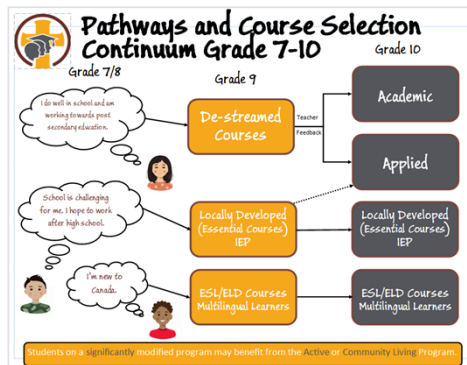 Pathways and Course Selection
Continuum Grade 7-10
Grade 7/8
Grade 9
Grade 10
I do well in school and am
working towards post
secondary education.
De-streamed
Courses
Teacher
Feedback
Academic
Applied
School is challenging
for me. I hope to work
after high school.
Locally Developed
(Essential Courses)
IEP
Locally Developed
(Essential Courses)
IEP
I'm new to
Canada.
ESL/ELD Courses
Multilingual Learners
ESL/ELD Courses
Multilingual Learners
Students on a significantly modified program may benefit from the Active or Community Living Program.